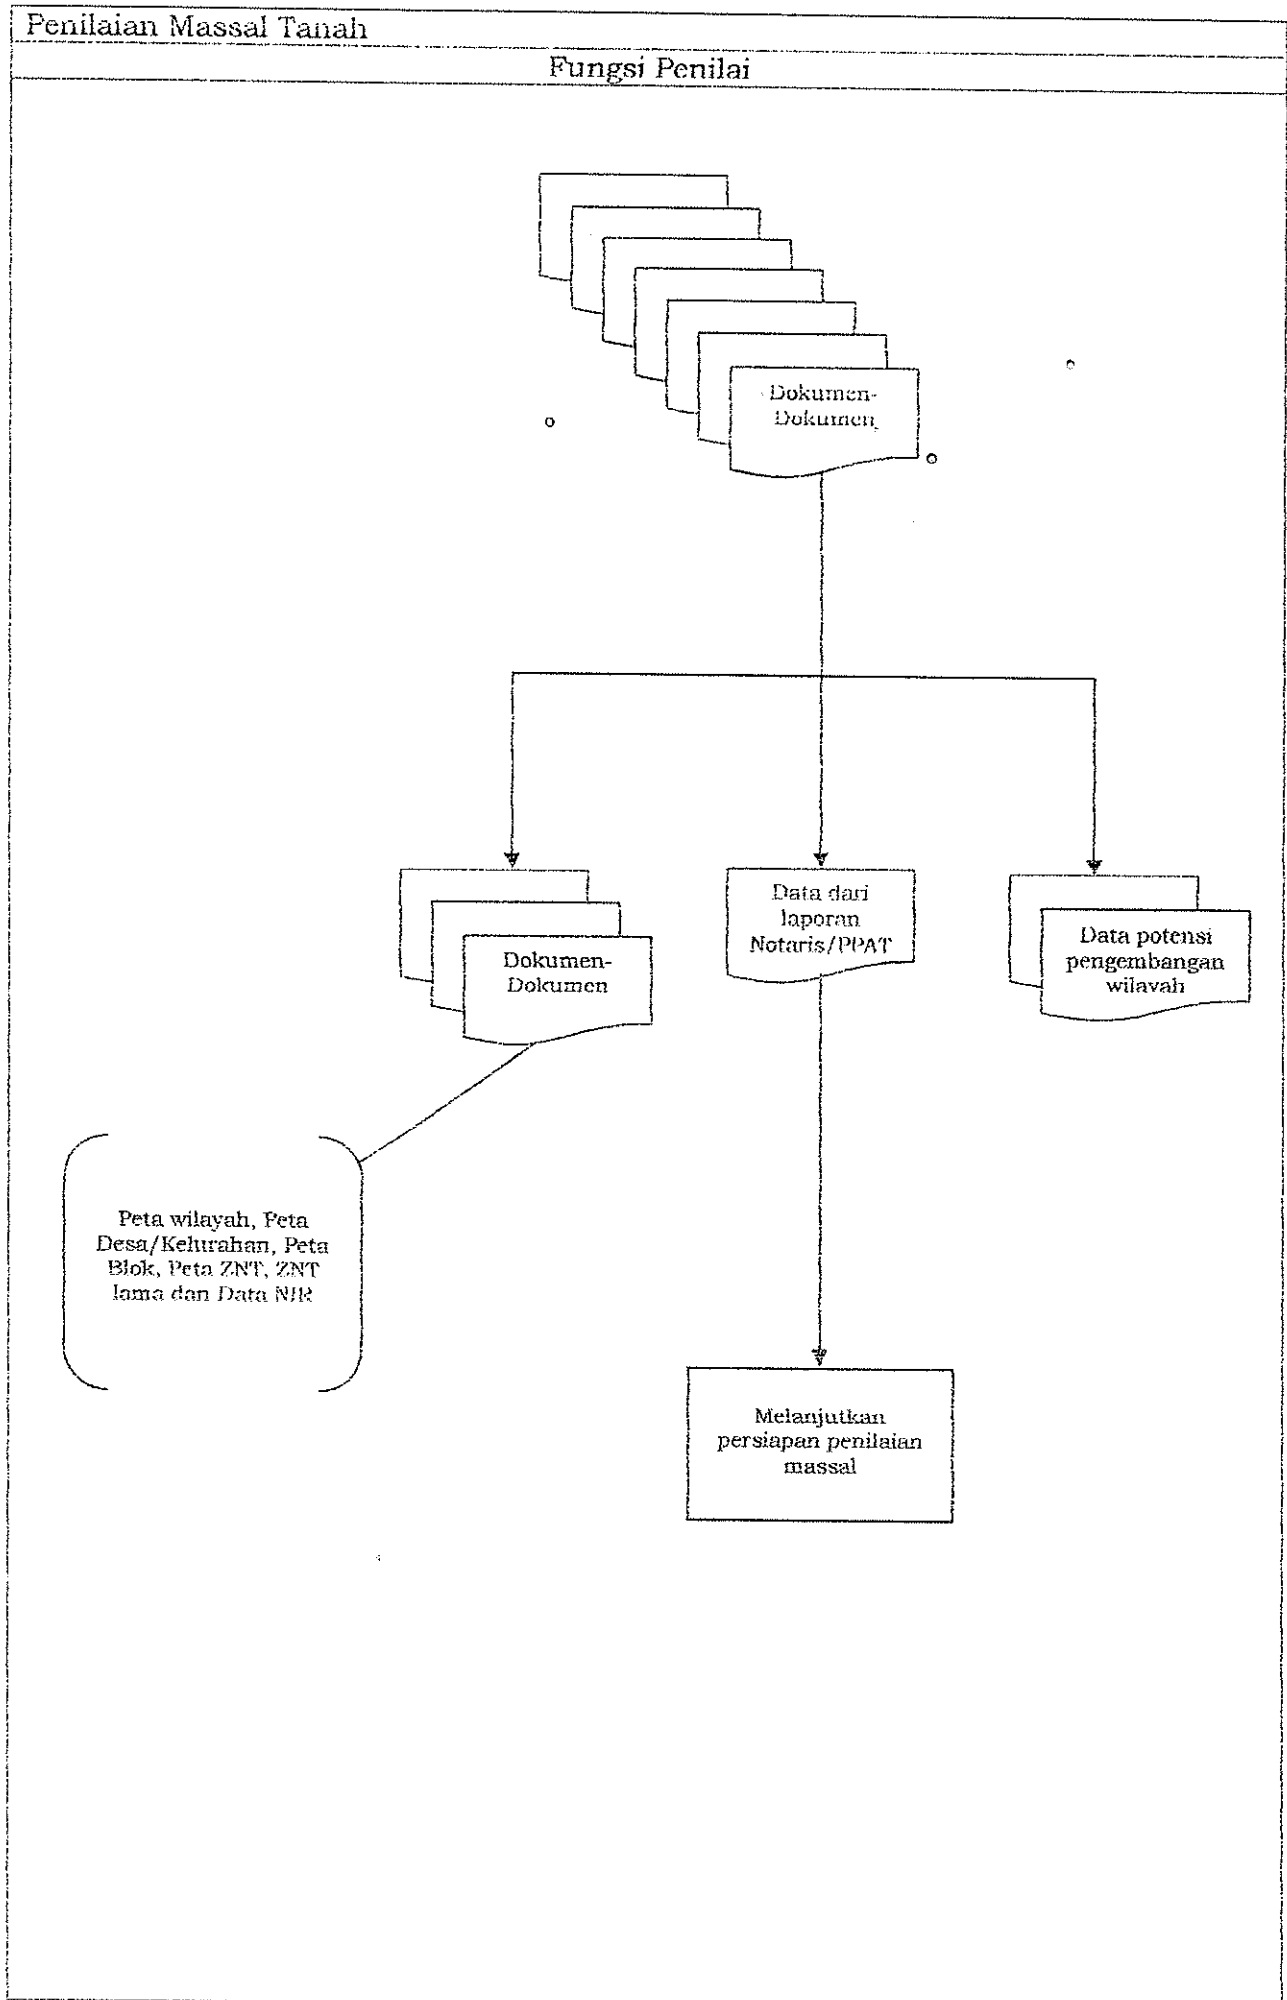 Penilaian Massal Tanah
Fungsi Penilai
Dokumen-
Dokumen
Dokumen-
Dokumen
Data dari
laporan
Notaris/PPAT
Data potensi
pengembangan
wilayah
Peta wilayah, Peta
Desa/Kelurahan, Peta
Blok, Peta ZNT, ZNT
lama dan Data NIR
Melanjutkan
persiapan penilaian
massal